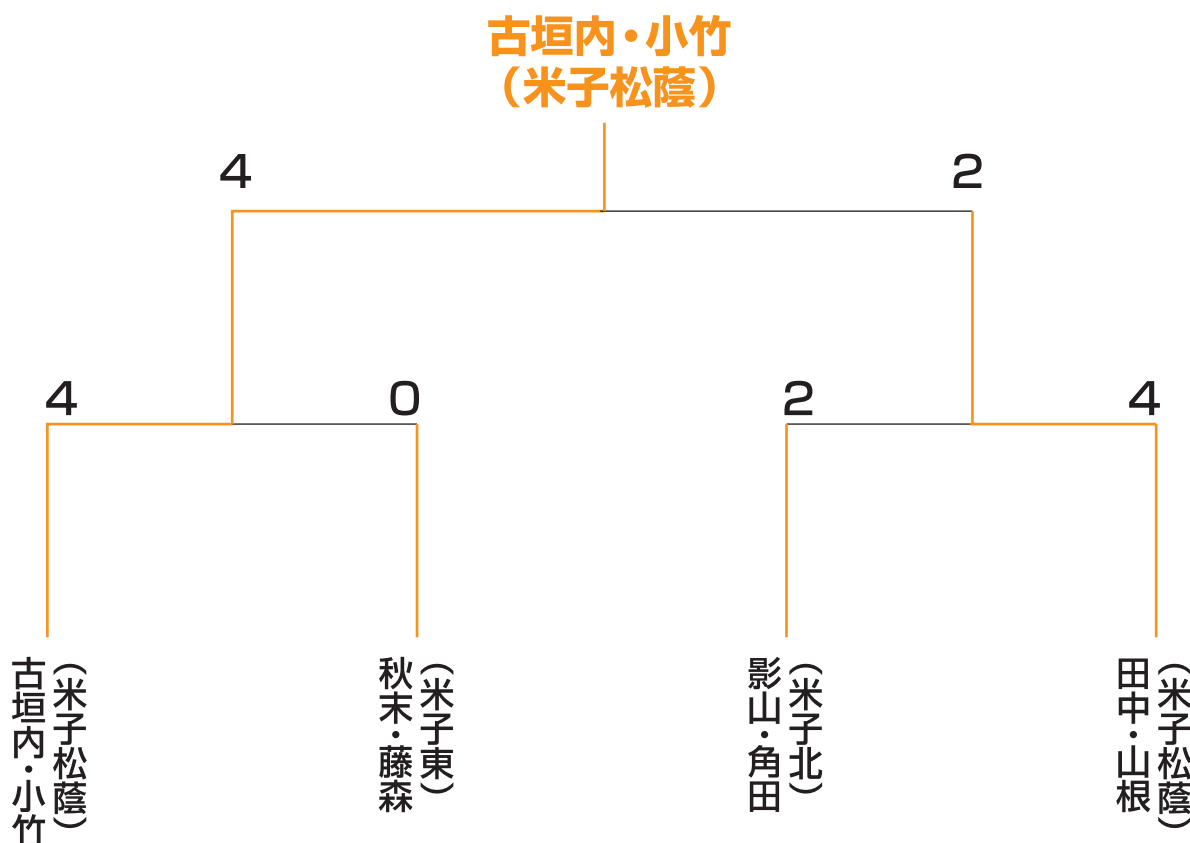 古垣内・小竹
（米子松蔭）
4
2
4
0
2
4
古垣内・小竹
（米子松蔭）
秋末・藤森
（米子東）
影山・角田
（米子北）
田中・山根
（米子松蔭）